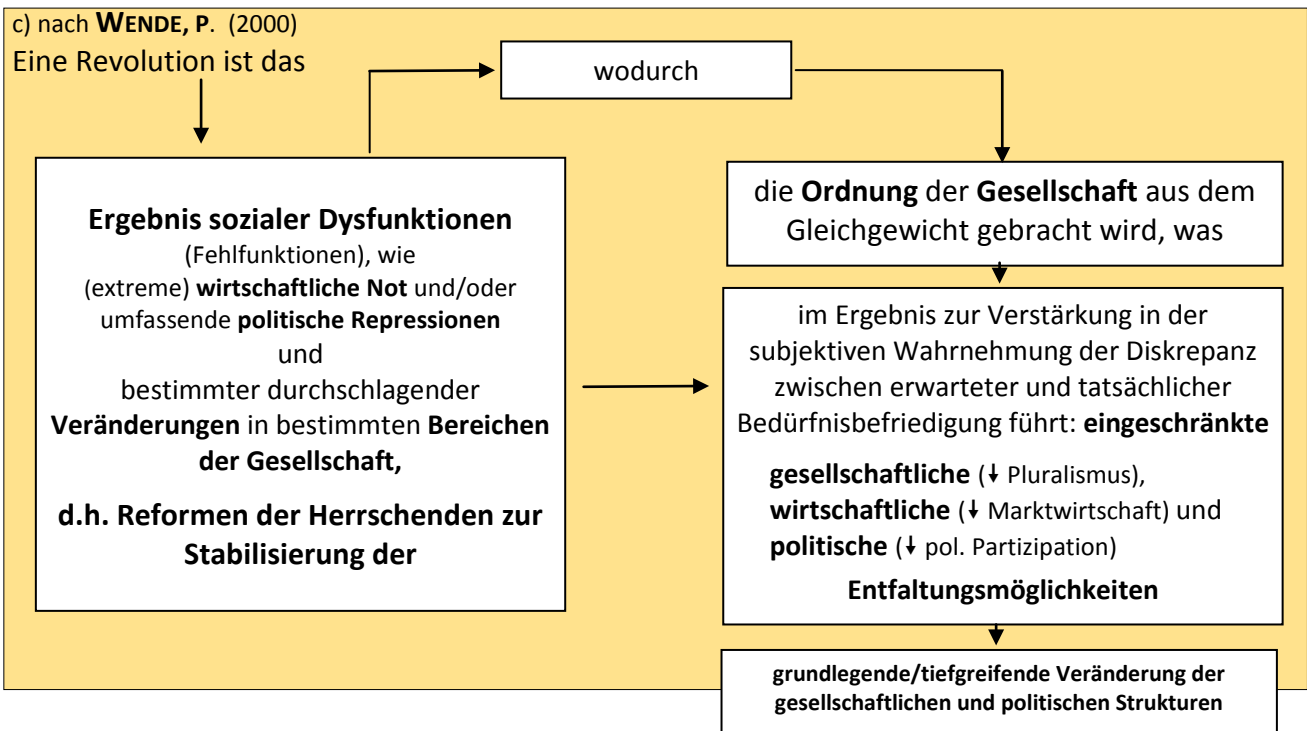 c) nach WENDE, P. (2000)
Eine Revolution ist das
wodurch
Ergebnis sozialer Dysfunktionen
(Fehlfunktionen), wie
(extreme) wirtschaftliche Not und/oder
umfassende politische Repressionen
und
bestimmter durchschlagender
Veränderungen in bestimmten Bereichen
der Gesellschaft,
d.h. Reformen der Herrschenden zur
Stabilisierung der
die Ordnung der Gesellschaft aus dem
Gleichgewicht gebracht wird, was
im Ergebnis zur Verstärkung in der
subjektiven Wahrnehmung der Diskrepanz
zwischen erwarteter und tatsächlicher
Bedürfnisbefriedigung führt: eingeschränkte
gesellschaftliche (↓ Pluralismus),
wirtschaftliche (↓ Marktwirtschaft) und
politische (↓ pol. Partizipation)
Entfaltungsmöglichkeiten
grundlegende/tiefgreifende Veränderung der
gesellschaftlichen und politischen Strukturen